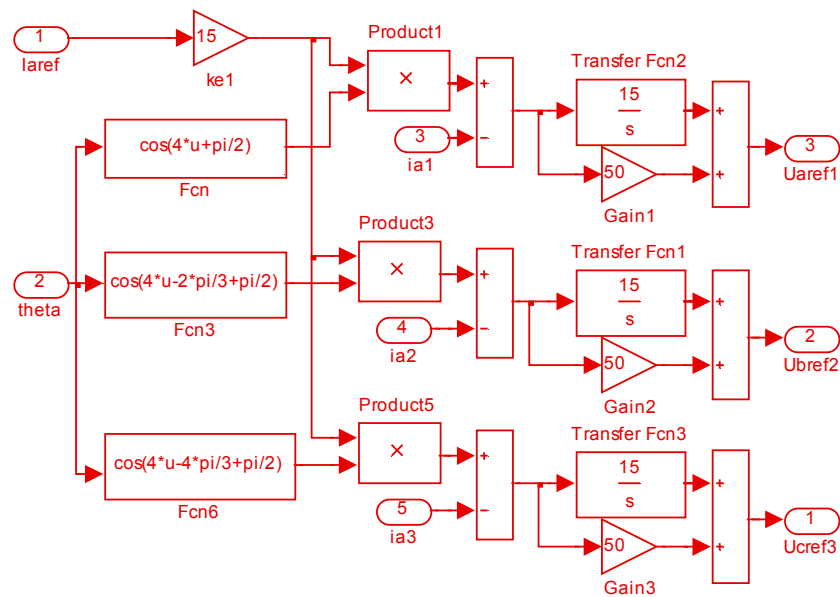 1
Iaref
15
ke1
Product1
×
3
ia1
+
−
Transfer Fcn2
15
s
50
Gain1
+
+
3
Uaref1
cos(4*u+pi/2)
Fcn
2
theta
cos(4*u-2*pi/3+pi/2)
Fcn3
Product3
×
4
ia2
+
−
Transfer Fcn1
15
s
50
Gain2
+
+
2
Ubref2
cos(4*u-4*pi/3+pi/2)
Fcn6
Product5
×
5
ia3
+
−
Transfer Fcn3
15
s
50
Gain3
+
+
1
Ucref3